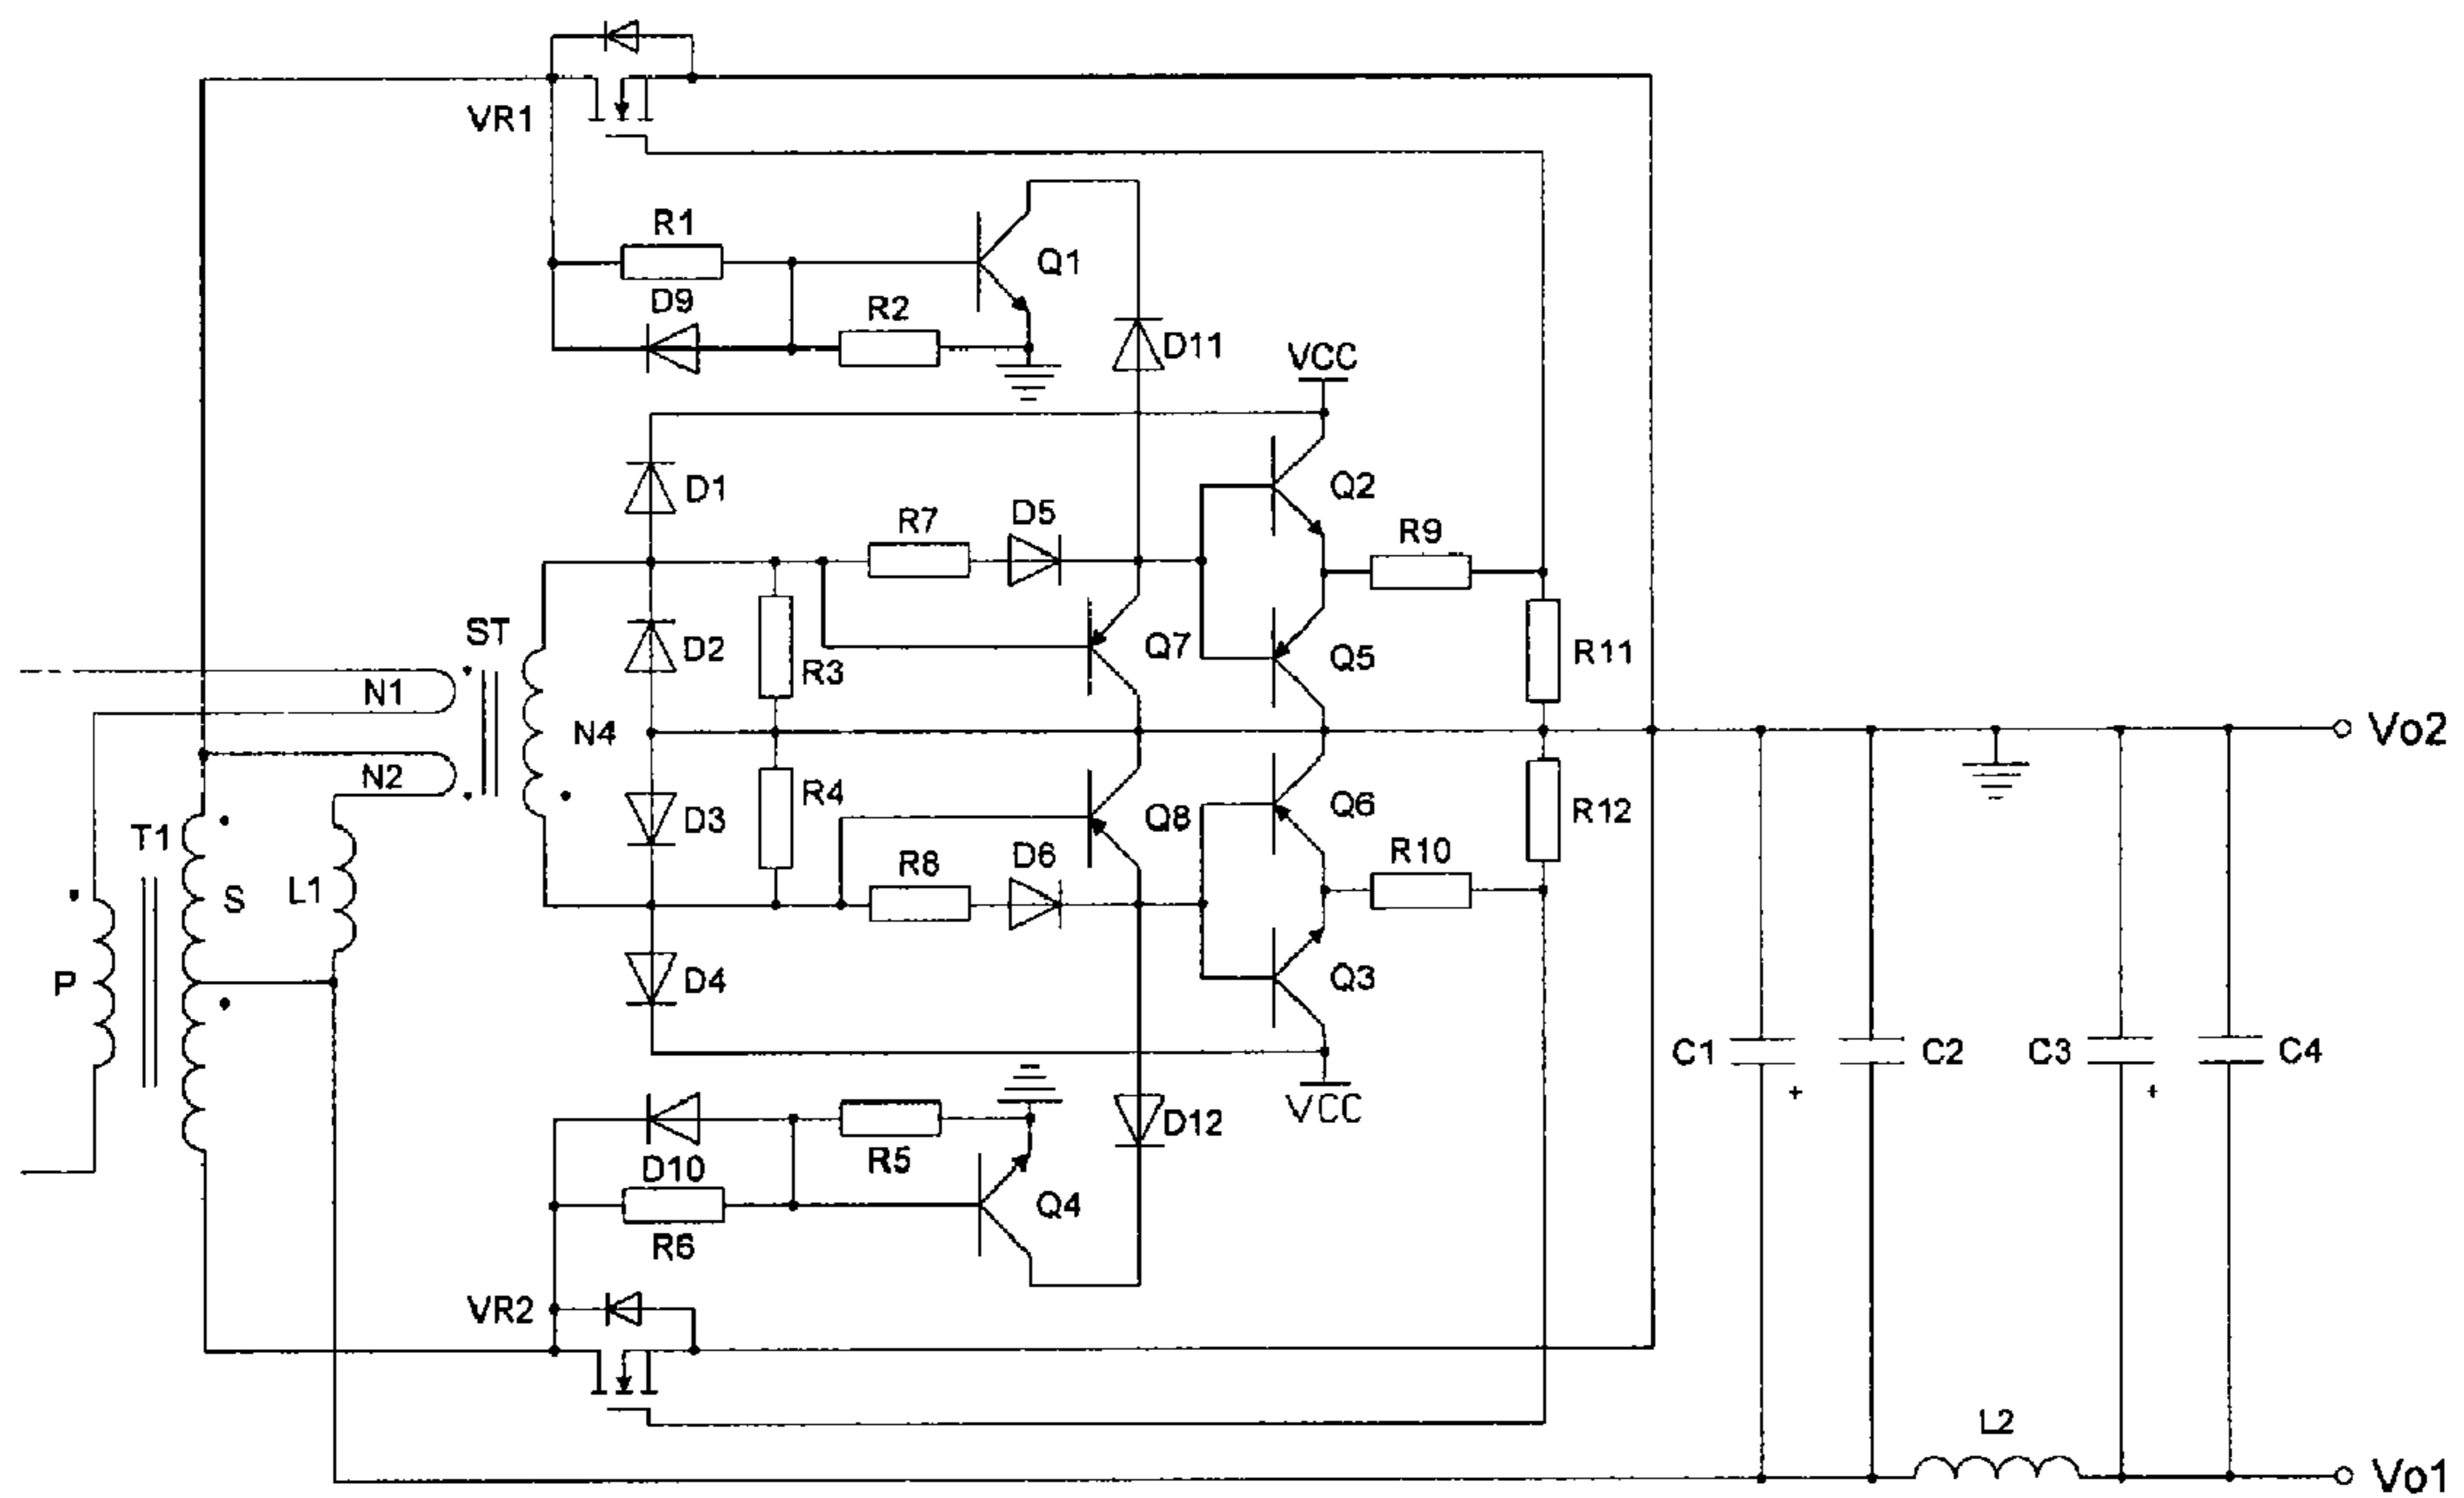 VR1
R1
Q1
D9
R2
D11
VCC
D1
Q2
R7
D5
R9
ST
D2
R3
Q7
Q5
R11
N1
N4
Vo2
N2
R4
Q8
Q6
R12
T1
D3
R8
D6
R10
S
L1
P
D4
Q3
C1
C2
C3
C4
+
+
D12
VCC
R5
D10
Q4
R6
VR2
L2
Vo1